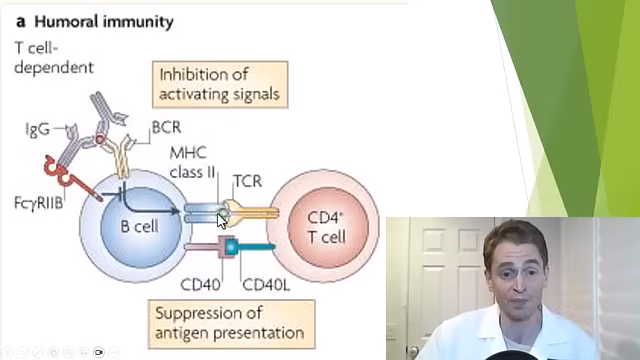 a Humoral immunity
T cell-
dependent
Inhibition of
activating signals
IgG
BCR
MHC
class II
TCR
FcγRIIB
B cell
CD4⁺
T cell
CD40
CD40L
Suppression of
antigen presentation